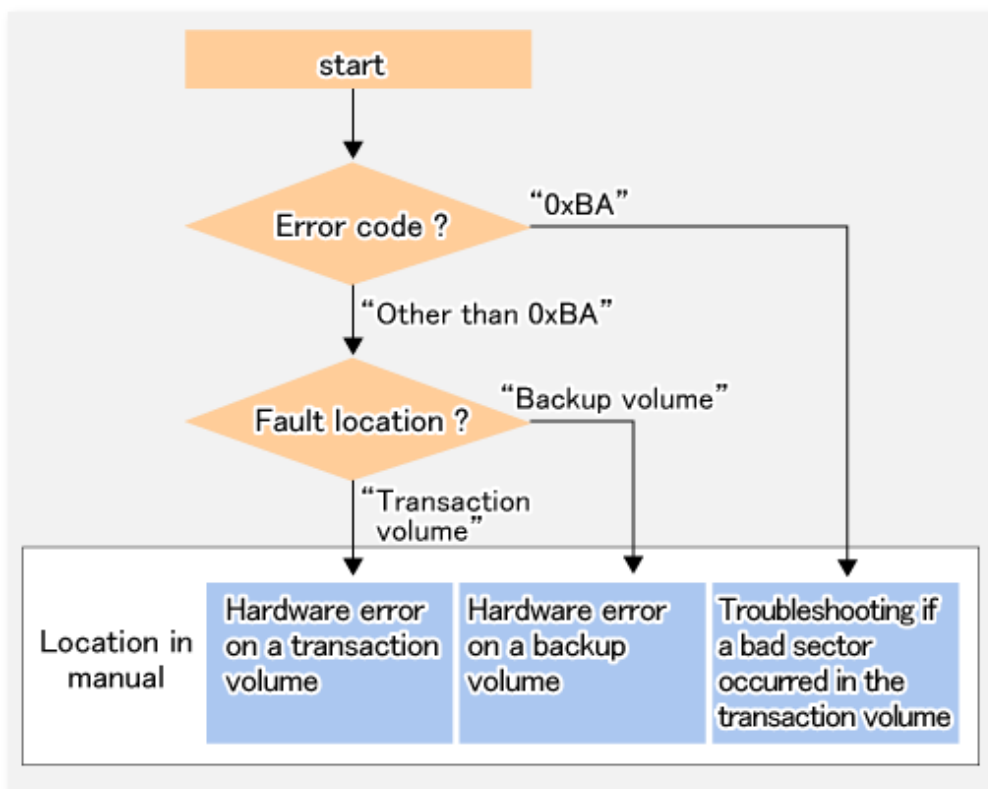 start
Error code ?
“0xBA”
“Other than 0xBA”
Fault location ?
“Backup volume”
“Transaction
volume”
Location in
manual
Hardware error
on a transaction
volume
Hardware error
on a backup
volume
Troubleshooting if
a bad sector
occurred in the
transaction volume